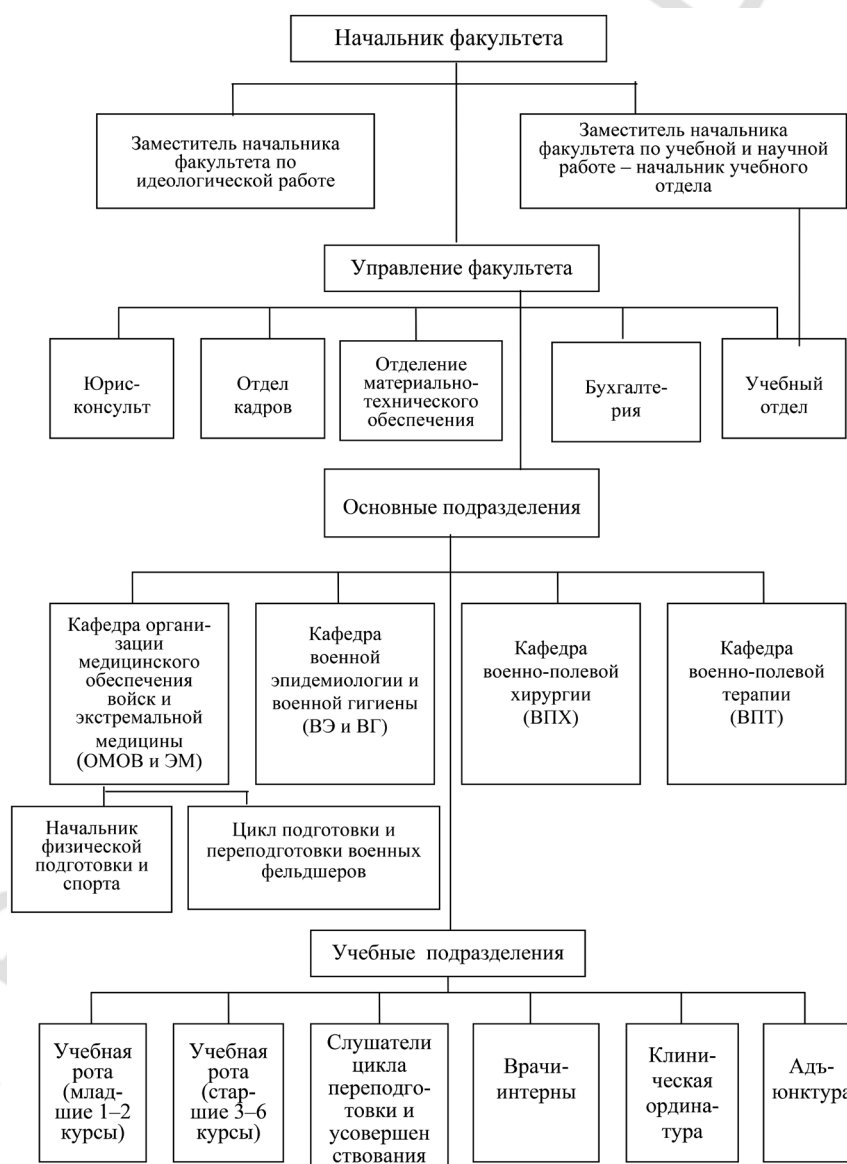 Начальник факультета
Заместитель начальника
факультета по
идеологической работе
Заместитель начальника
факультета по учебной и научной
работе – начальник учебного
отдела
Управление факультета
Юрис-
консульт
Отдел
кадров
Отделение
материально-
технического
обеспечения
Бухгалте-
рия
Учебный
отдел
Основные подразделения
Кафедра органи-
зации
медицинского
обеспечения
войск и
экстремальной
медицины
(ОМОВ и ЭМ)
Кафедра
военной
эпидемиологии и
военной гигиены
(ВЭ и ВГ)
Кафедра
военно-полевой
хирургии
(ВПХ)
Кафедра
военно-полевой
терапии
(ВПТ)
Начальник
физической
подготовки и
спорта
Цикл подготовки и
переподготовки военных
фельдшеров
Учебные подразделения
Учебная
рота
(млад-
шие 1–2
курсы)
Учебная
рота
(стар-
шие 3–6
курсы)
Слушатели
цикла
переподго-
товки и
усовершен
ствования
Врачи-
интерны
Клини-
ческая
ордина-
тура
Адъ-
юнктура